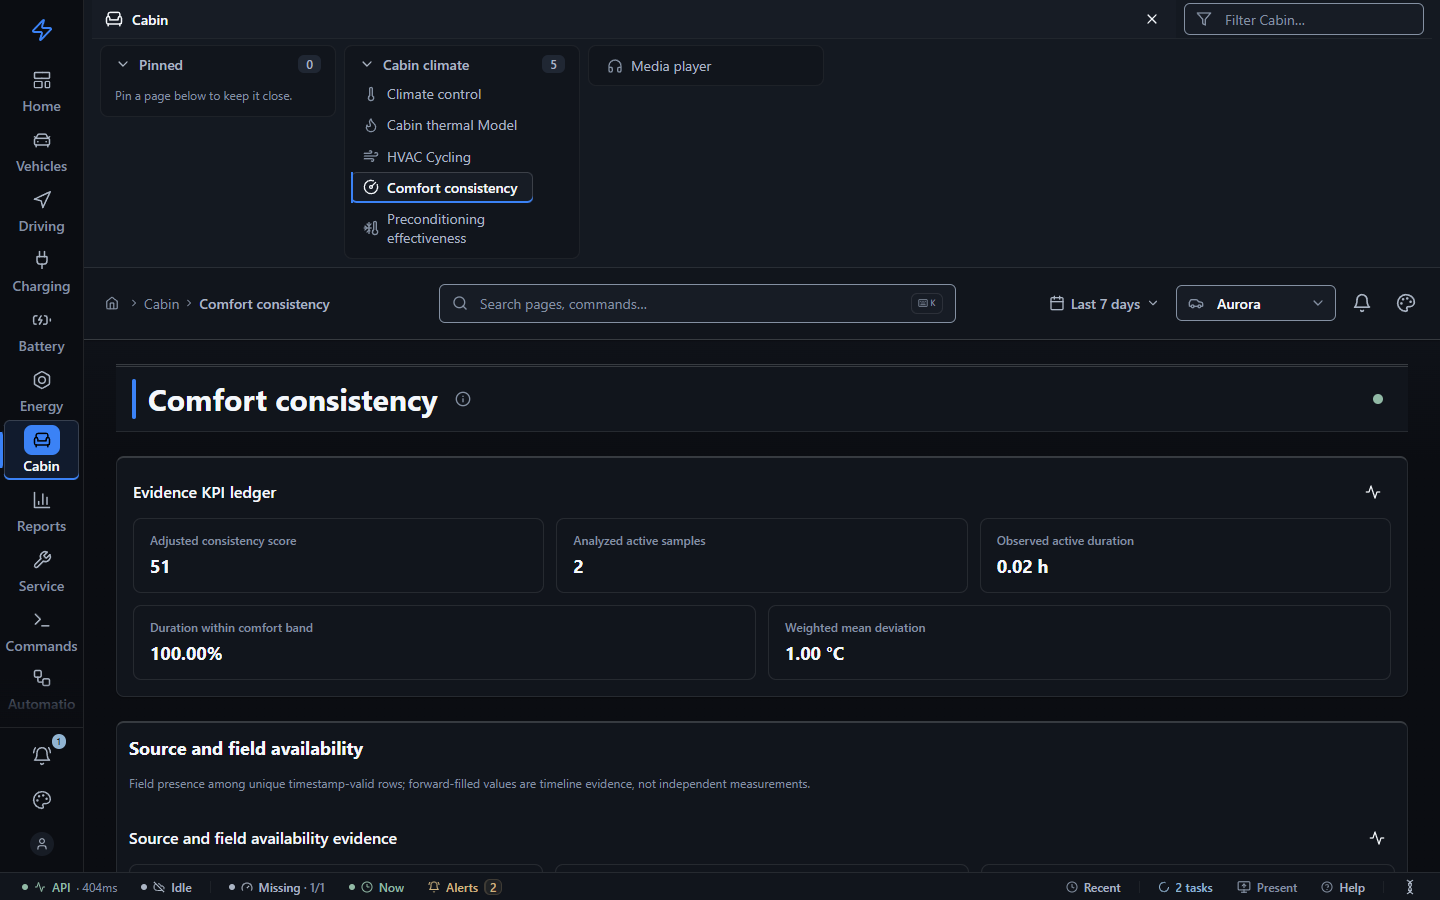 Cabin
Filter Cabin...
Pinned
0
Pin a page below to keep it close.
Cabin climate
5
Climate control
Cabin thermal Model
HVAC Cycling
Comfort consistency
Preconditioning
effectiveness
Media player
Home
Vehicles
Driving
Charging
Battery
Energy
Cabin
Reports
Service
Commands
Automatio
1
Cabin
Comfort consistency
Search pages, commands...
K
Last 7 days
Aurora
Comfort consistency
Evidence KPI ledger
Adjusted consistency score
51
Analyzed active samples
2
Observed active duration
0.02 h
Duration within comfort band
100.00%
Weighted mean deviation
1.00 °C
Source and field availability
Field presence among unique timestamp-valid rows; forward-filled values are timeline evidence, not independent measurements.
Source and field availability evidence
API · 404ms
Idle
Missing · 1/1
Now
Alerts 2
Recent
2 tasks
Present
Help